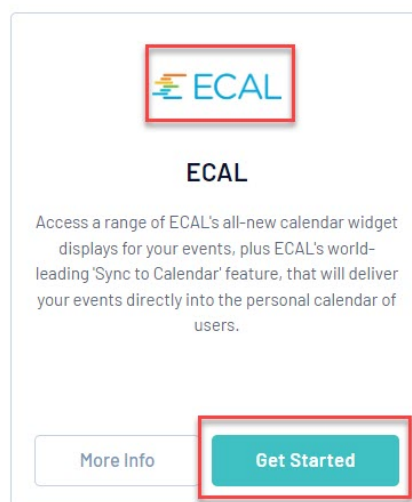 ECAL
ECAL
Access a range of ECAL's all-new calendar widget
displays for your events, plus ECAL's world-
leading 'Sync to Calendar' feature, that will deliver
your events directly into the personal calendar of
users.
More Info
Get Started